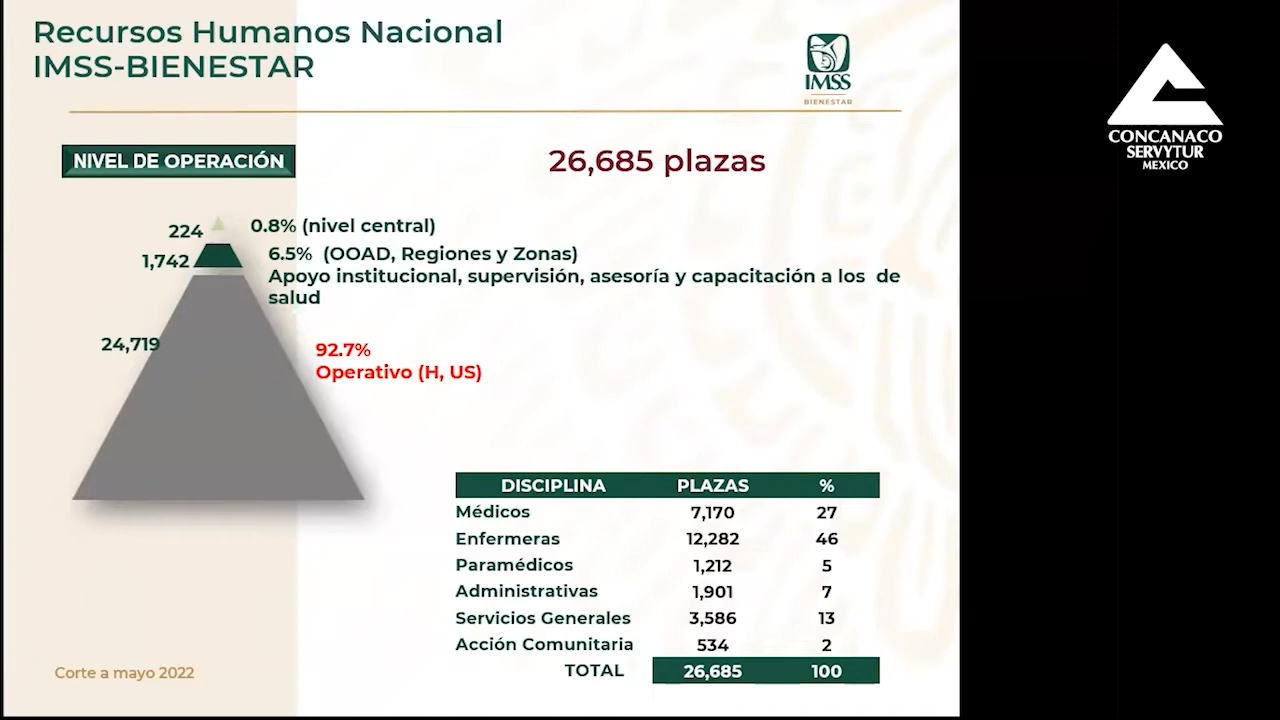 Recursos Humanos Nacional
IMSS-BIENESTAR
IMSS
BIENESTAR
CONCANACO
SERVYTUR
MEXICO
NIVEL DE OPERACIÓN
26,685 plazas
224 0.8% (nivel central)
1,742 6.5% (OOAD, Regiones y Zonas)
Apoyo institucional, supervisión, asesoría y capacitación a los de
salud
24,719 92.7%
Operativo (H, US)
DISCIPLINA PLAZAS %
Médicos 7,170 27
Enfermeras 12,282 46
Paramédicos 1,212 5
Administrativas 1,901 7
Servicios Generales 3,586 13
Acción Comunitaria 534 2
TOTAL 26,685 100
Corte a mayo 2022